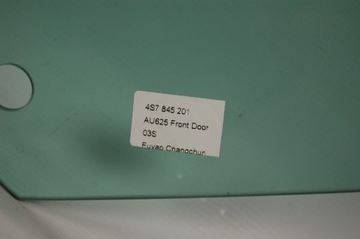 4S7 845 201
AU625 Front Door
03S
Fuyao Changchun